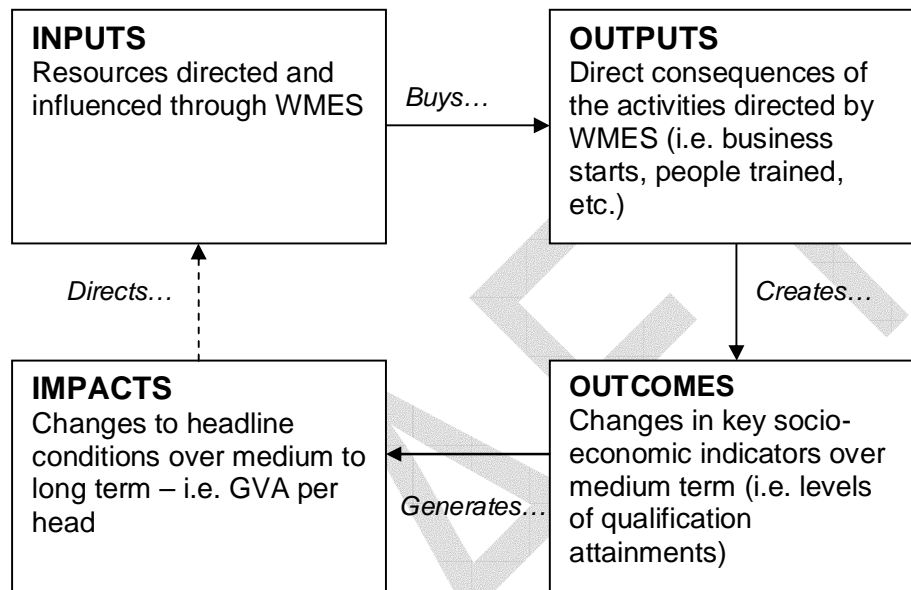 INPUTS
Resources directed and
influenced through WMES
Buys…
OUTPUTS
Direct consequences of
the activities directed by
WMES (i.e. business
starts, people trained,
etc.)
Directs…
Creates…
IMPACTS
Changes to headline
conditions over medium to
long term – i.e. GVA per
head
Generates…
OUTCOMES
Changes in key socio-
economic indicators over
medium term (i.e. levels
of qualification
attainments)